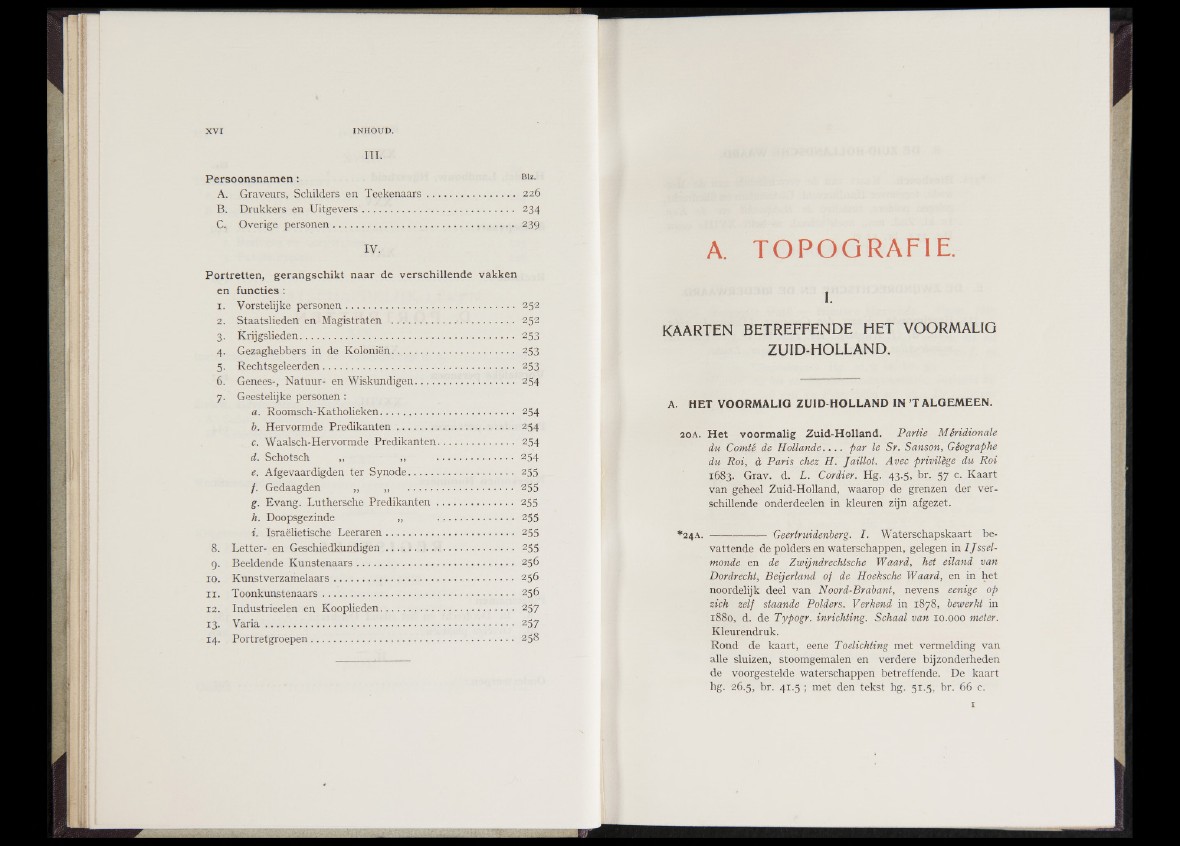 XVI INHOUD.
III.
Persoonsnamen : Blz.
A. Graveurs, Schilders en Teekenaars ................ 226
B. Drukkers en Uitgevers ........................... 234
C. Overige personen ................................ 239
IV.
Portretten, gerangschikt naar de verschillende vakken
en functies :
1. Vorstelijke personen .............................. 252
2. Staatslieden en Magistraten ....................... 252
3. Krijgslieden...................................... 253
4. Gezaghebbers in de Koloniën...................... 253
5. Rechtsgeleerden .................................. 253
6. Genees-, Natuur- en Wiskundigen.................. 254
7. Geestelijke personen :
a. Roomsch-Katholieken........................ 254
b. Hervormde Predikanten ..................... 254
c. Waalsch-Hervormde Predikanten.............. 254
d. Schotsch „ „ .............. 254
e. Afgevaardigden ter Synode................... 255
f. Gedaagden „ „ ................... 255
g. Evang. Luthersche Predikanten .............. 255
h. Doopsgezinde „ .............. 255
i. Israëlietische Leeraren ....................... 255
8. Letter- en Geschiedkundigen ....................... 255
9. Beeldende Kunstenaars ............................ 256
10. Kunstverzamelaars ................................ 256
11. Toonkunstenaars .................................. 256
12. Industrieelen en Kooplieden........................ 257
13. Varia ............................................ 257
14. Portretgroepen .................................... 258
A. TOPOGRAFIE.
I.
KAARTEN BETREFFENDE HET VOORMALIG
ZUID-HOLLAND.
A. HET VOORMALIG ZUID-HOLLAND IN 'T ALGEMEEN.
20A. Het voormalig Zuid-Holland. Partie Méridionale
du Comté de Hollande.... par le Sr. Sanson, Géographe
du Roi, à Paris chez H. Jaillot. Avec privilège du Roi
1683. Grav. d. L. Cordier. Hg. 43.5, br. 57 c. Kaart
van geheel Zuid-Holland, waarop de grenzen der ver-
schillende onderdeelen in kleuren zijn afgezet.
*24A. ———— Geertruidenberg. I. Waterschapskaart be-
vattende de polders en waterschappen, gelegen in IJssel-
monde en de Zwijndrechtsche Waard, het eiland van
Dordrecht, Beijerland of de Hoeksche Waard, en in het
noordelijk deel van Noord-Brabant, nevens eenige op
zich zelf staande Polders. Verkend in 1878, bewerkt in
1880, d. de Typogr. inrichting. Schaal van 10.000 meter.
Kleurendruk.
Rond de kaart, eene Toelichting met vermelding van
alle sluizen, stoomgemalen en verdere bijzonderheden
de voorgestelde waterschappen betreffende. De kaart
hg. 26.5, br. 41.5 ; met den tekst hg. 51.5, br. 66 c.
1